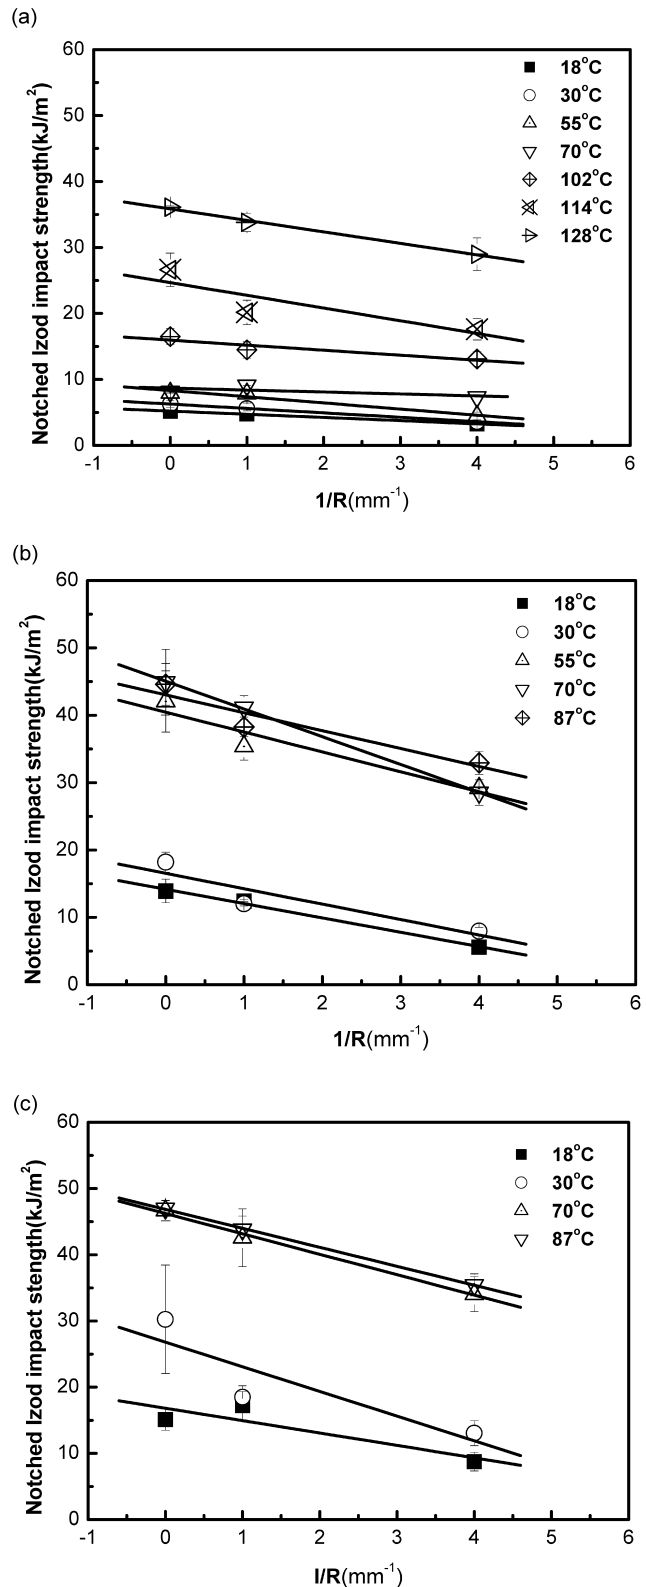 (a)
60
50
40
30
20
10
0
-1 0 1 2 3 4 5 6
Notched Izod impact strength(kJ/m²)
1/R(mm⁻¹)
18°C
30°C
55°C
70°C
102°C
114°C
128°C
(b)
60
50
40
30
20
10
0
-1 0 1 2 3 4 5 6
Notched Izod impact strength(kJ/m²)
1/R(mm⁻¹)
18°C
30°C
55°C
70°C
87°C
(c)
60
50
40
30
20
10
0
-1 0 1 2 3 4 5 6
Notched Izod impact stength(kJ/m²)
I/R(mm⁻¹)
18°C
30°C
70°C
87°C